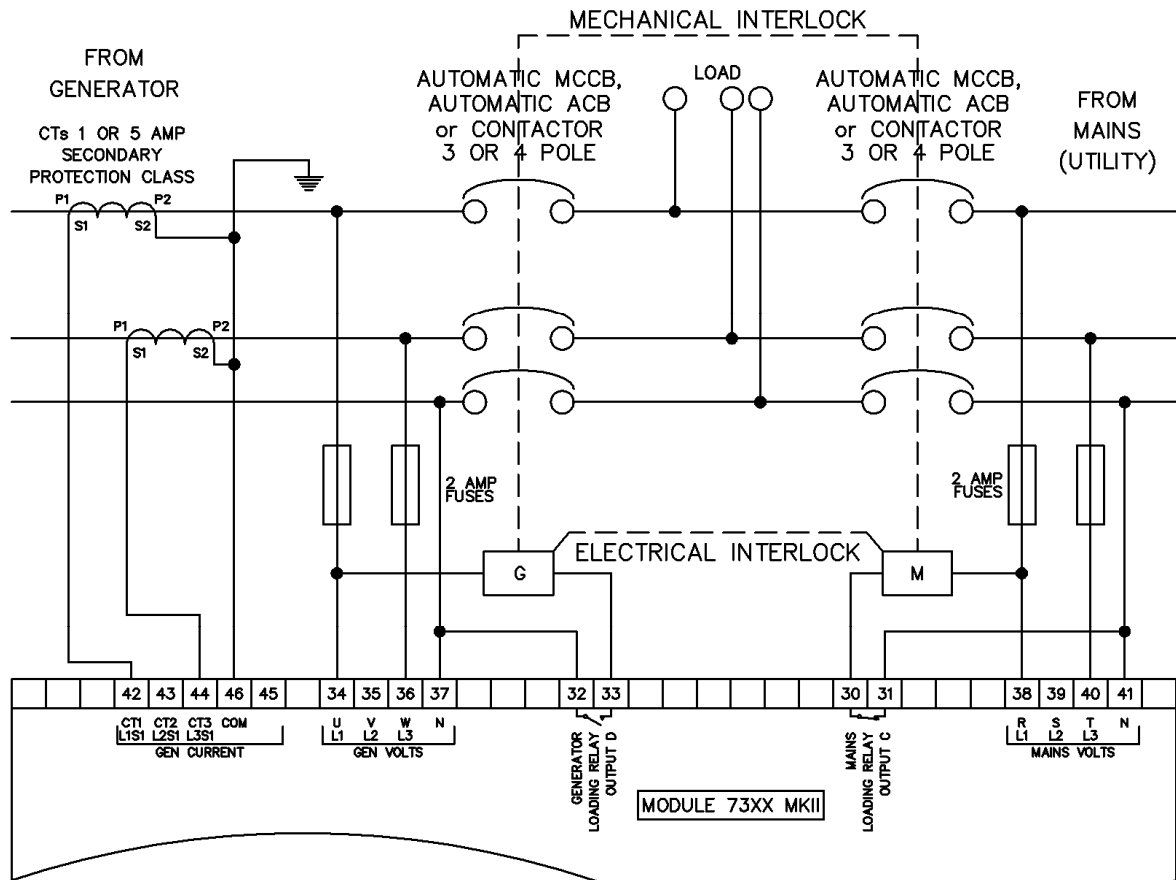 MECHANICAL INTERLOCK
FROM
GENERATOR
CTs 1 OR 5 AMP
SECONDARY
PROTECTION CLASS
AUTOMATIC MCCB,
AUTOMATIC ACB
or CONTACTOR
3 OR 4 POLE
LOAD
AUTOMATIC MCCB,
AUTOMATIC ACB
or CONTACTOR
3 OR 4 POLE
FROM
MAINS
(UTILITY)
P1 P2
S1 S2
P1 P2
S1 S2
2 AMP
FUSES
2 AMP
FUSES
ELECTRICAL INTERLOCK
G
M
42 43 44 46 45 34 35 36 37 32 33 30 31 38 39 40 41
CT1 CT2 CT3 COM
L1S1 L2S1 L3S1
GEN CURRENT
U V W N
L1 L2 L3
GEN VOLTS
GENERATOR
LOADING RELAY
OUTPUT D
MAINS
LOADING RELAY
OUTPUT C
R S T N
L1 L2 L3
MAINS VOLTS
MODULE 73XX MKII